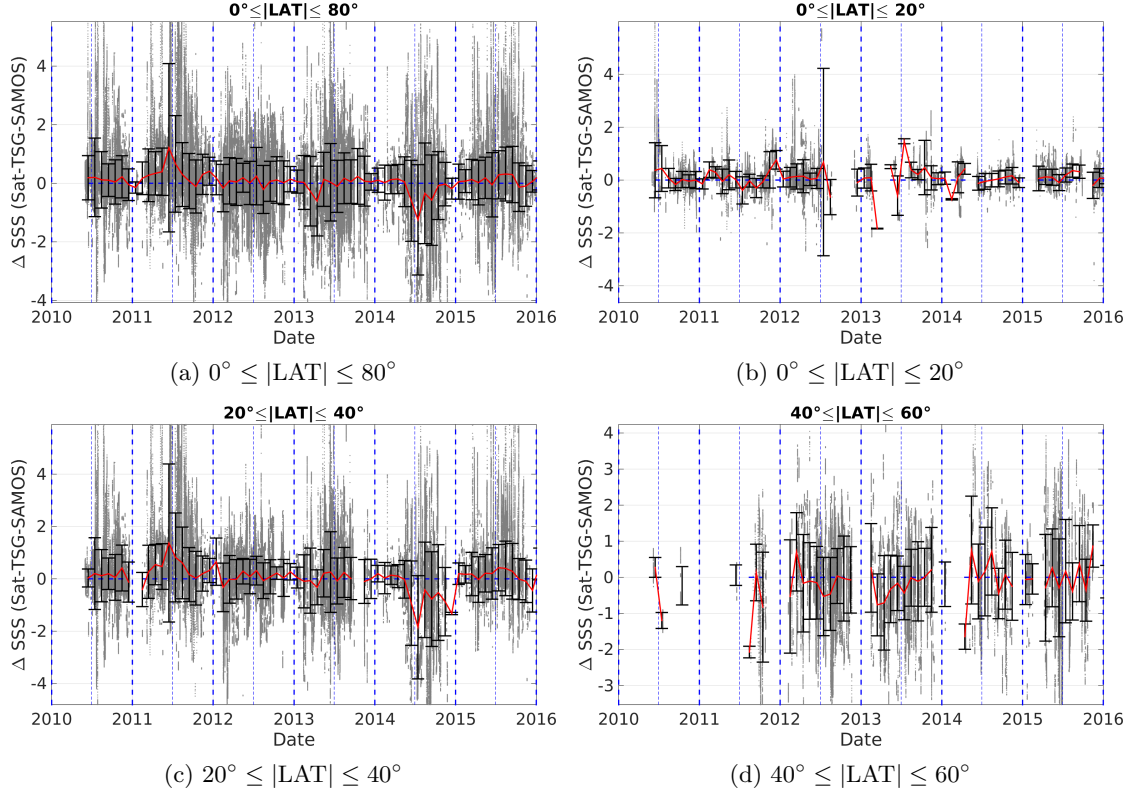 0°≤|LAT|≤ 80°
Δ SSS (Sat-TSG-SAMOS)
4
2
0
-2
-4
2010 2011 2012 2013 2014 2015 2016
Date
(a) 0° ≤ |LAT| ≤ 80°
0°≤|LAT|≤ 20°
Δ SSS (Sat-TSG-SAMOS)
4
2
0
-2
-4
2010 2011 2012 2013 2014 2015 2016
Date
(b) 0° ≤ |LAT| ≤ 20°
20°≤|LAT|≤ 40°
Δ SSS (Sat-TSG-SAMOS)
4
2
0
-2
-4
2010 2011 2012 2013 2014 2015 2016
Date
(c) 20° ≤ |LAT| ≤ 40°
40°≤|LAT|≤ 60°
Δ SSS (Sat-TSG-SAMOS)
4
3
2
1
0
-1
-2
-3
2010 2011 2012 2013 2014 2015 2016
Date
(d) 40° ≤ |LAT| ≤ 60°